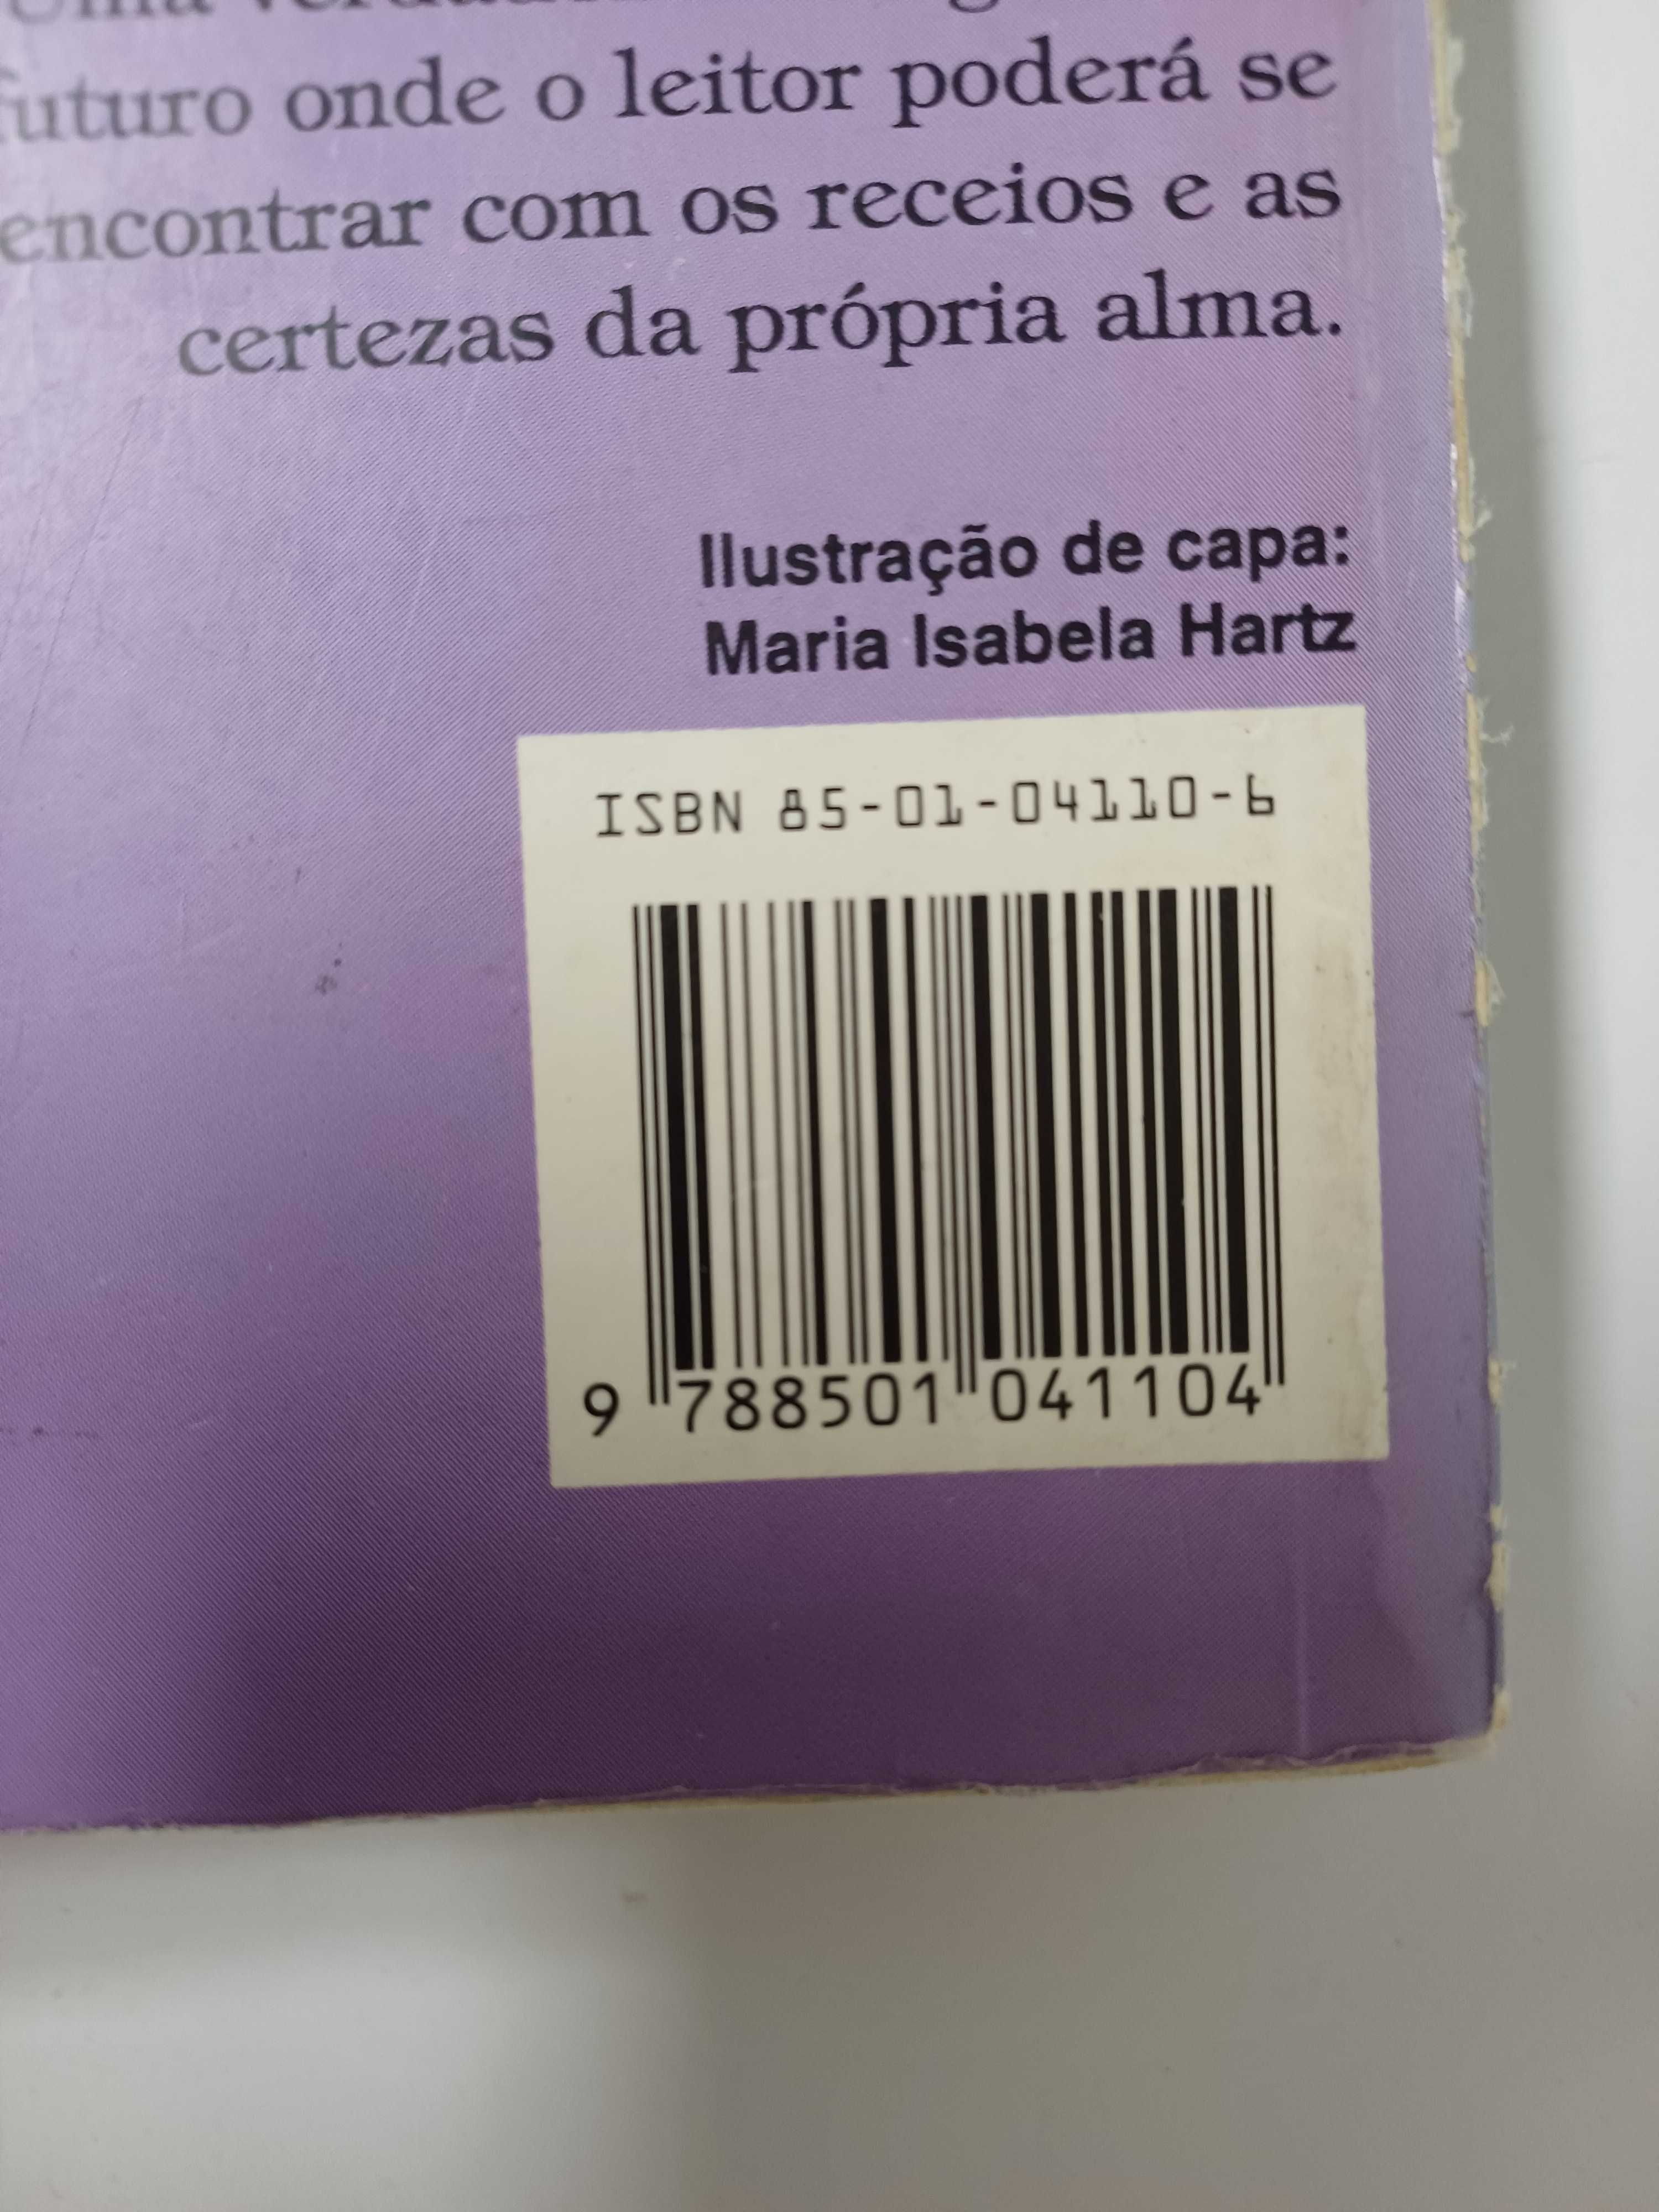 futuro onde o leitor poderá se
encontrar com os receios e as
certezas da própria alma.
Ilustração de capa:
Maria Isabela Hartz
ISBN 85-01-04110-6
9 788501 041104